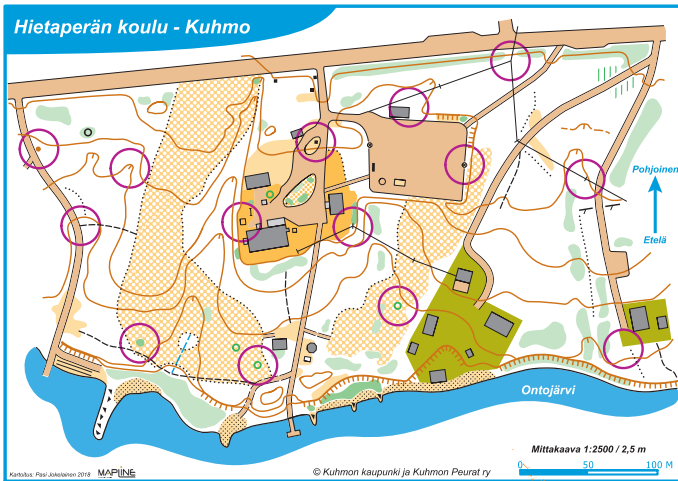 Hietaperän koulu - Kuhmo
Pohjoinen
Etelä
Ontojärvi
Mittakaava 1:2500 / 2,5 m
0 50 100 M
Kartoitus: Pasi Jokelainen 2018 MAPLINE
© Kuhmon kaupunki ja Kuhmon Peurat ry